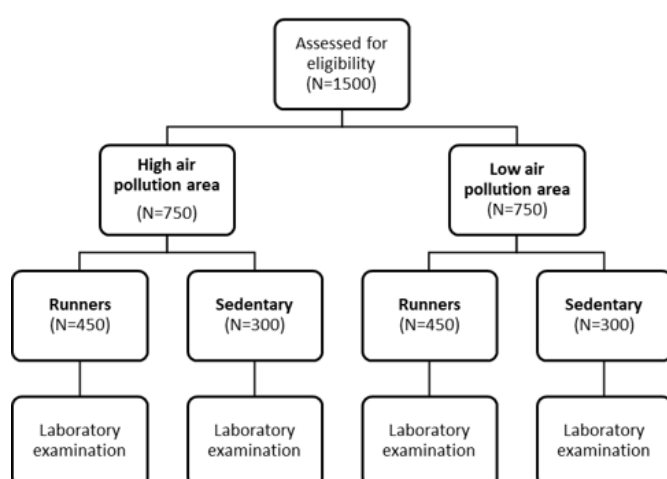 Assessed for
eligibility
(N=1500)
High air
pollution area
(N=750)
Low air
pollution area
(N=750)
Runners
(N=450)
Sedentary
(N=300)
Runners
(N=450)
Sedentary
(N=300)
Laboratory
examination
Laboratory
examination
Laboratory
examination
Laboratory
examination